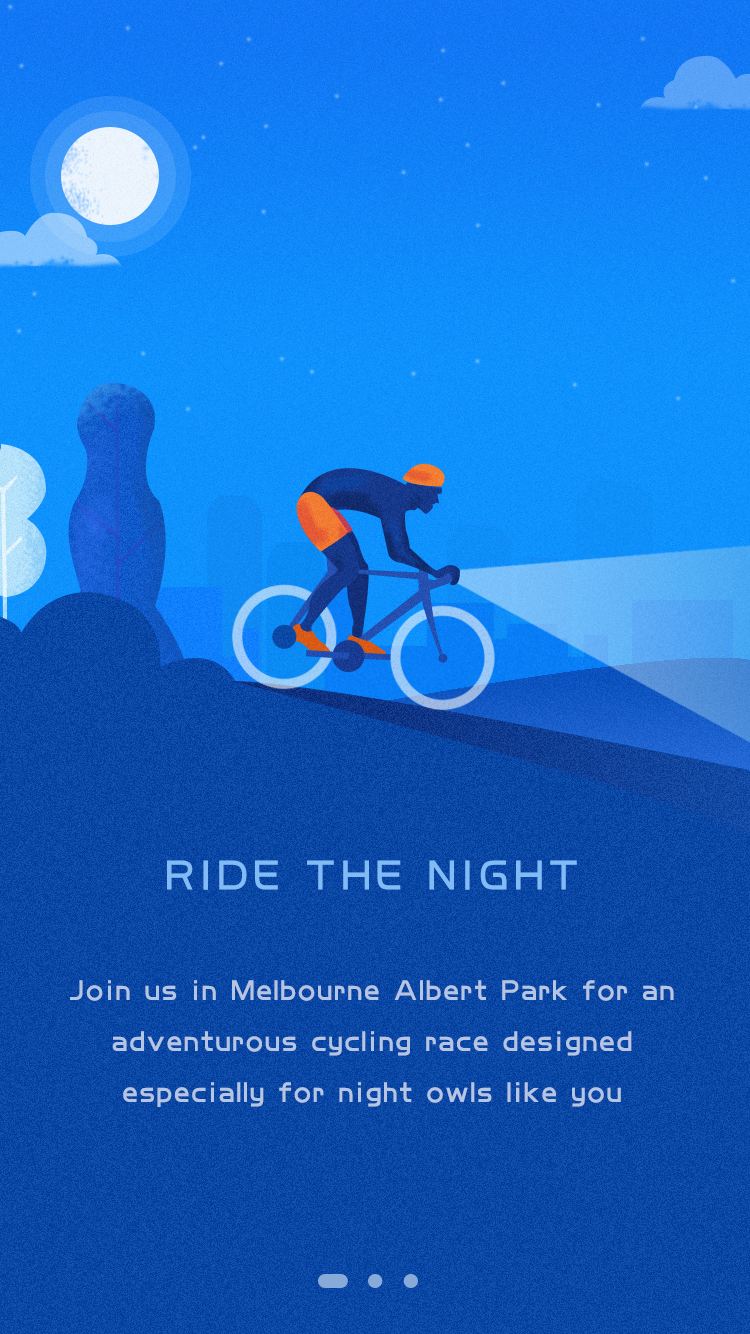 RIDE THE NIGHT
Join us in Melbourne Albert Park for an
adventurous cycling race designed
especially for night owls like you